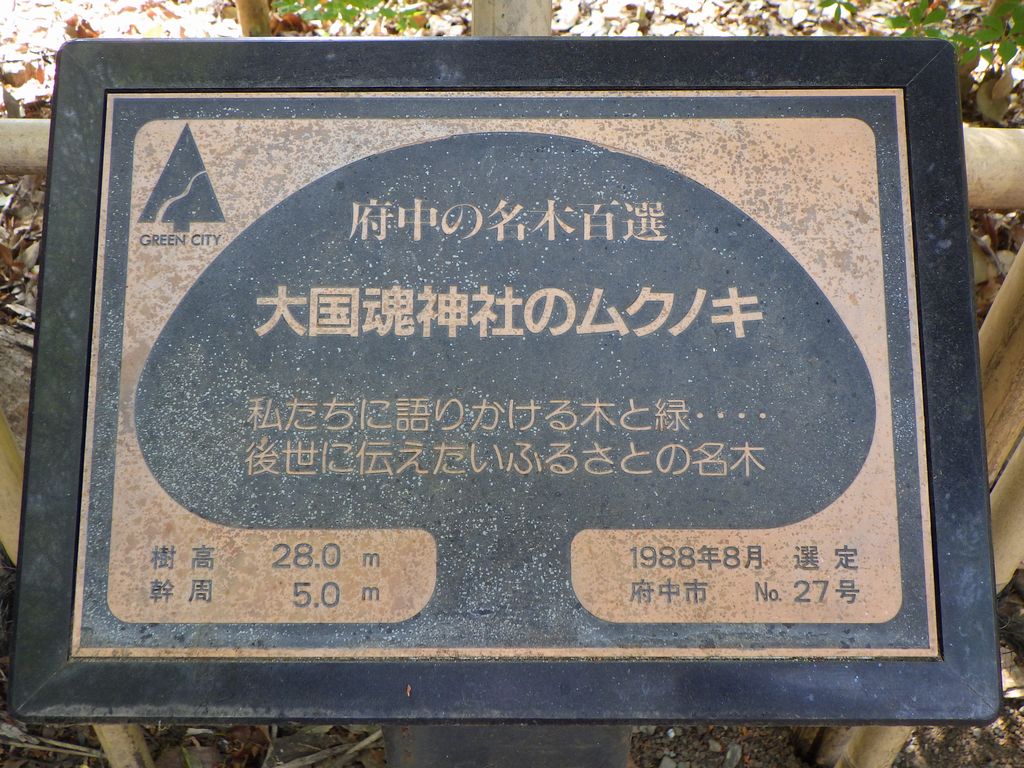 GREEN CITY
府中の名木百選
大国魂神社のムクノキ
私たちに語りかける木と緑・・・・
後世に伝えたいふるさとの名木
樹高 28.0 m
幹周 5.0 m
1988年8月 選定
府中市 No. 27号